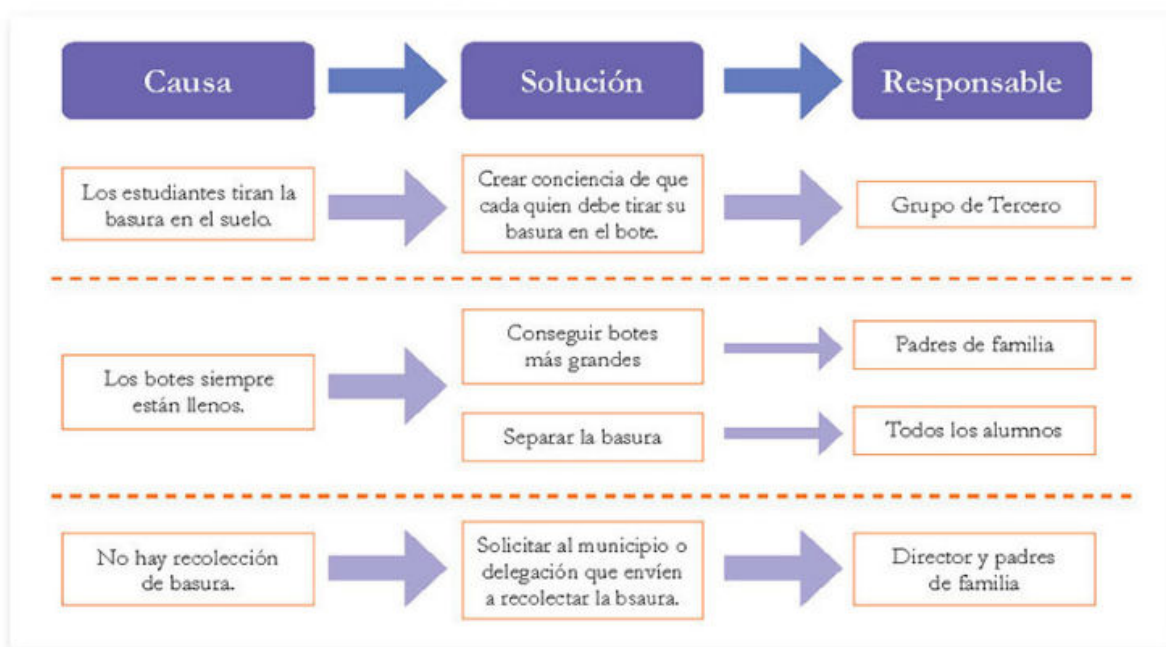 Causa
Solución
Responsable
Los estudiantes tiran la
basura en el suelo.
Crear conciencia de que
cada quien debe tirar su
basura en el bote.
Grupo de Tercero
Los botes siempre
están llenos.
Conseguir botes
más grandes
Padres de familia
Separar la basura
Todos los alumnos
No hay recolección
de basura.
Solicitar al municipio o
delegación que envíen
a recolectar la bsaura.
Director y padres
de familia